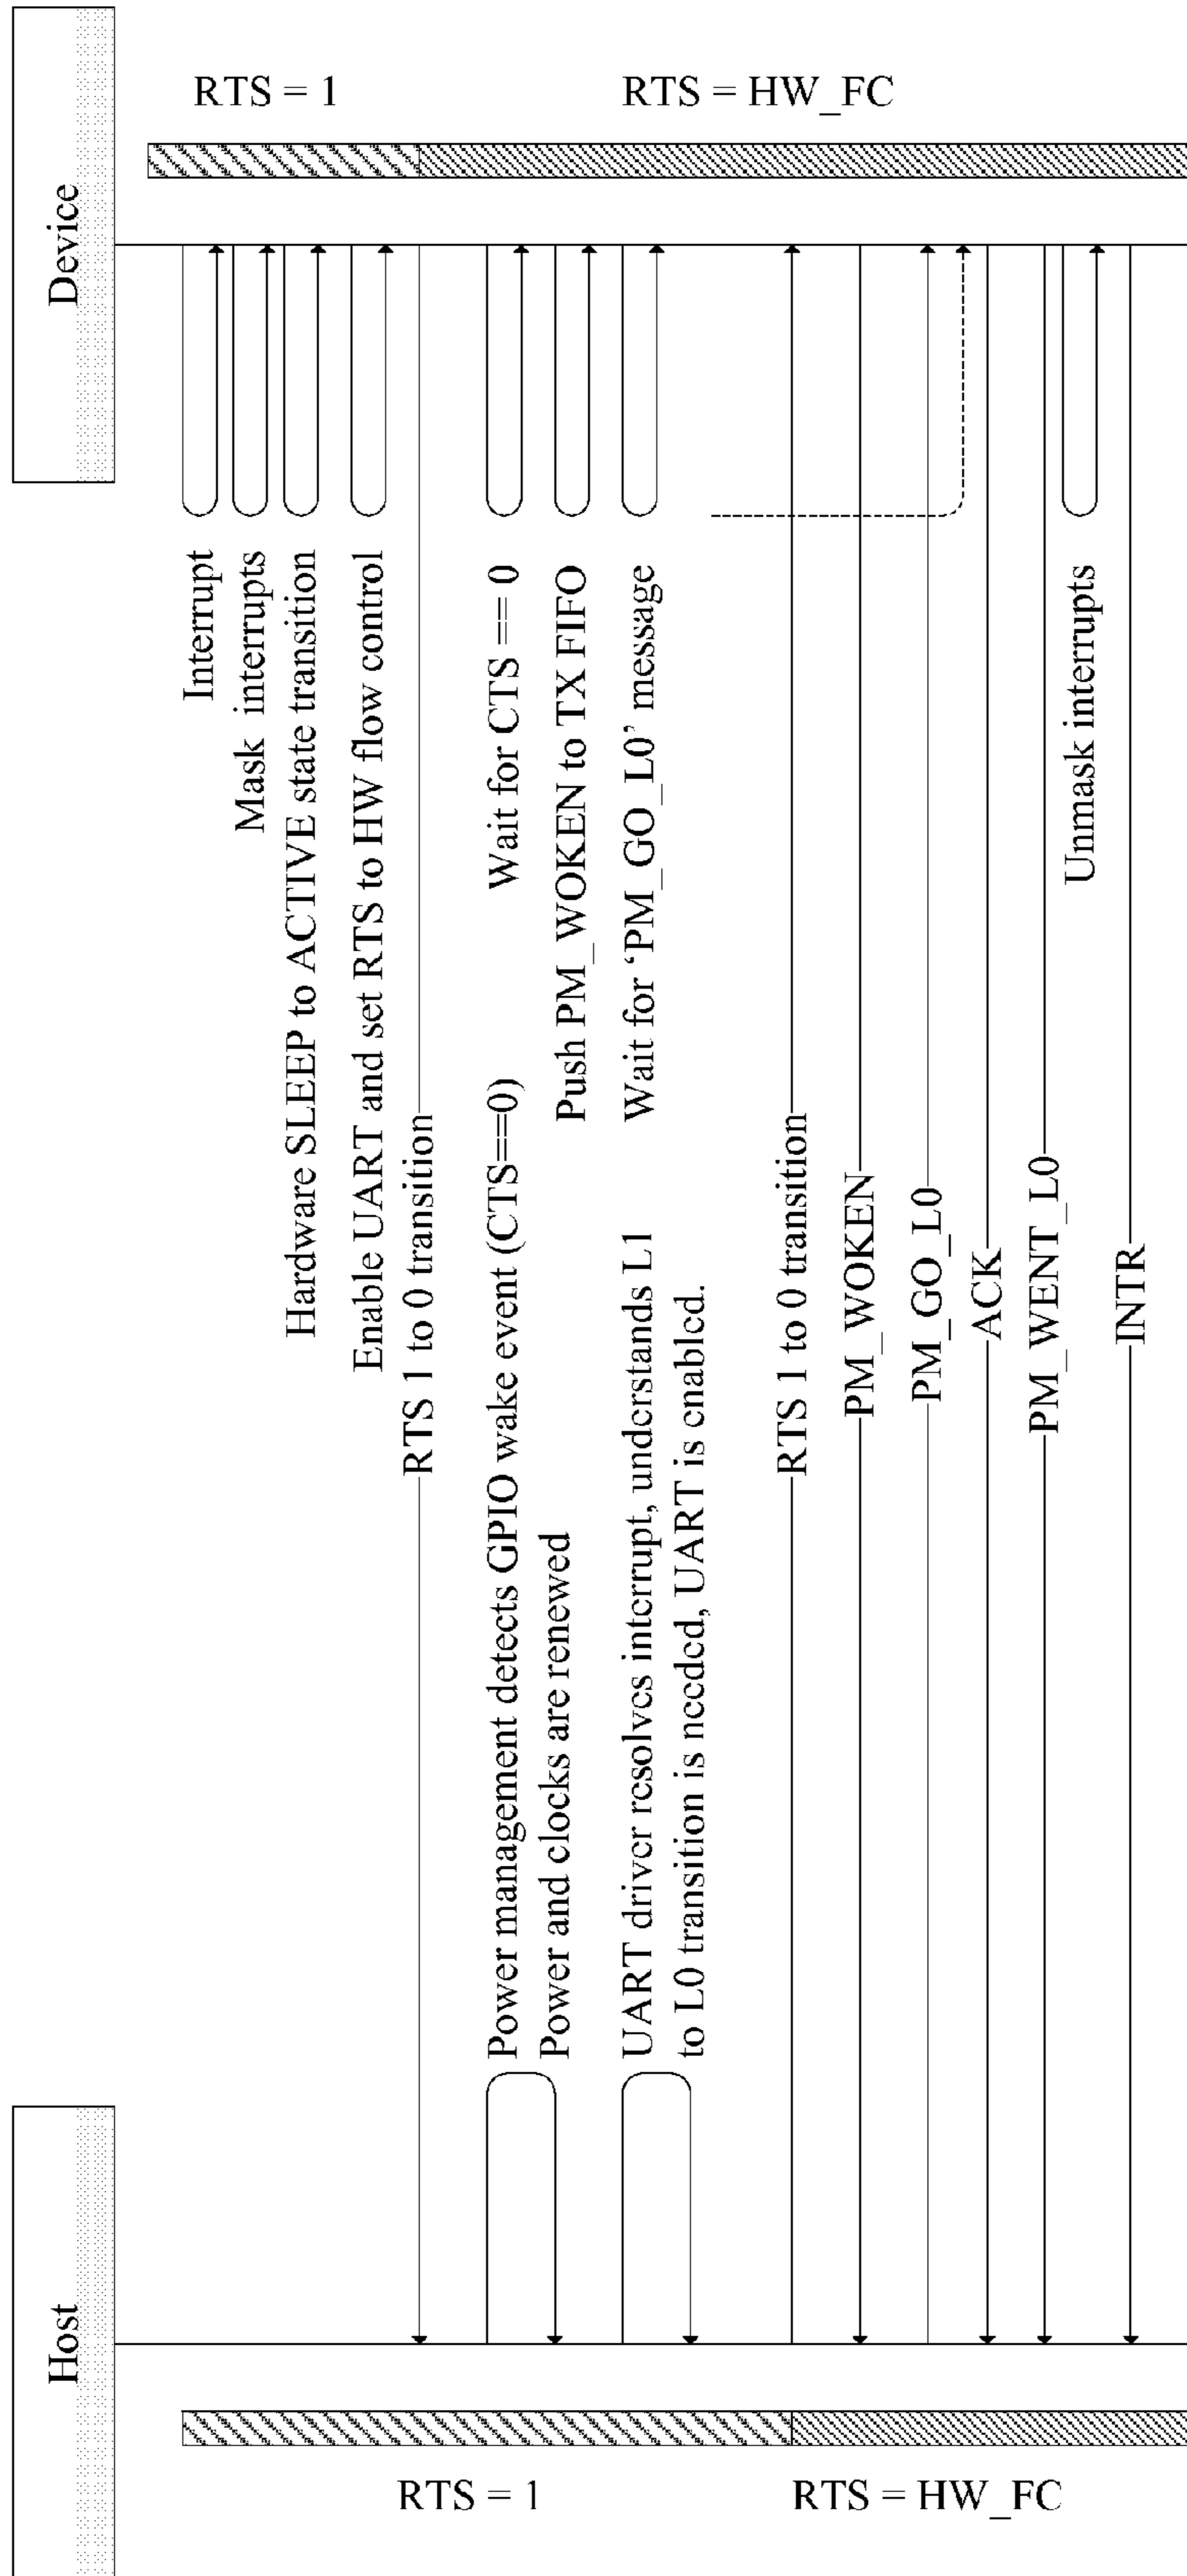 Host
Device
RTS = 1
RTS = 1
RTS = HW_FC
RTS = HW_FC
Interrupt
Mask interrupts
Hardware SLEEP to ACTIVE state transition
Enable UART and set RTS to HW flow control
RTS 1 to 0 transition
Power management detects GPIO wake event (CTS==0)
Power and clocks are renewed
Wait for CTS == 0
Push PM_WOKEN to TX FIFO
UART driver resolves interrupt, understands L1
to L0 transition is needed, UART is enabled.
Wait for ‘PM_GO_L0’ message
RTS 1 to 0 transition
PM_WOKEN
PM_GO_L0
ACK
PM_WENT_L0
Unmask interrupts
INTR